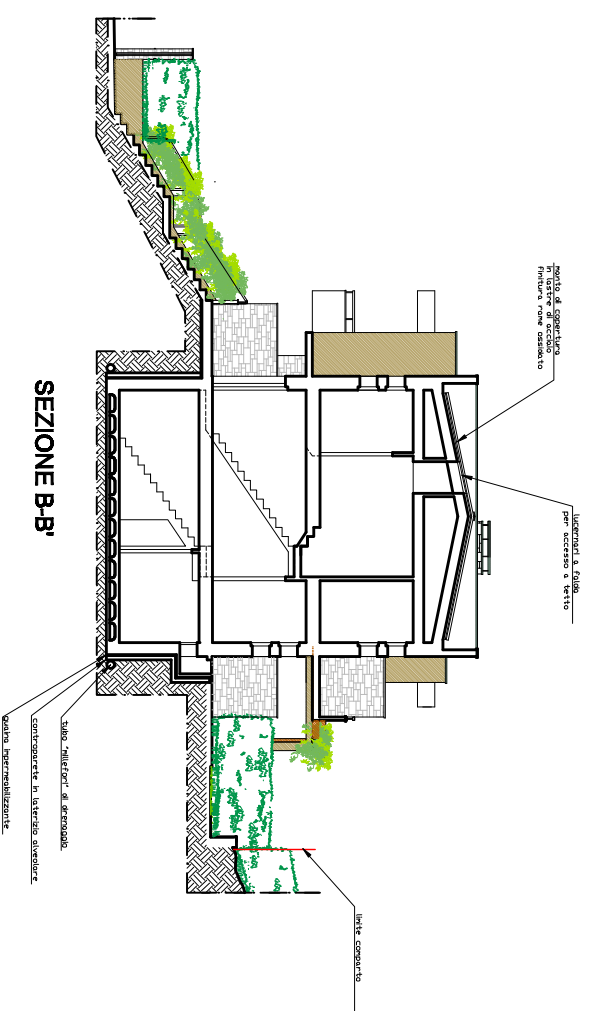 manto di copertura
in lastre di acciaio
finitura rame ossidato
lucernari a falda
per accesso a tetto
SEZIONE B-B'
limite comparto
tubo "millefori" di drenaggio
controparete in laterizio alveolare
guaina impermeabilizzante